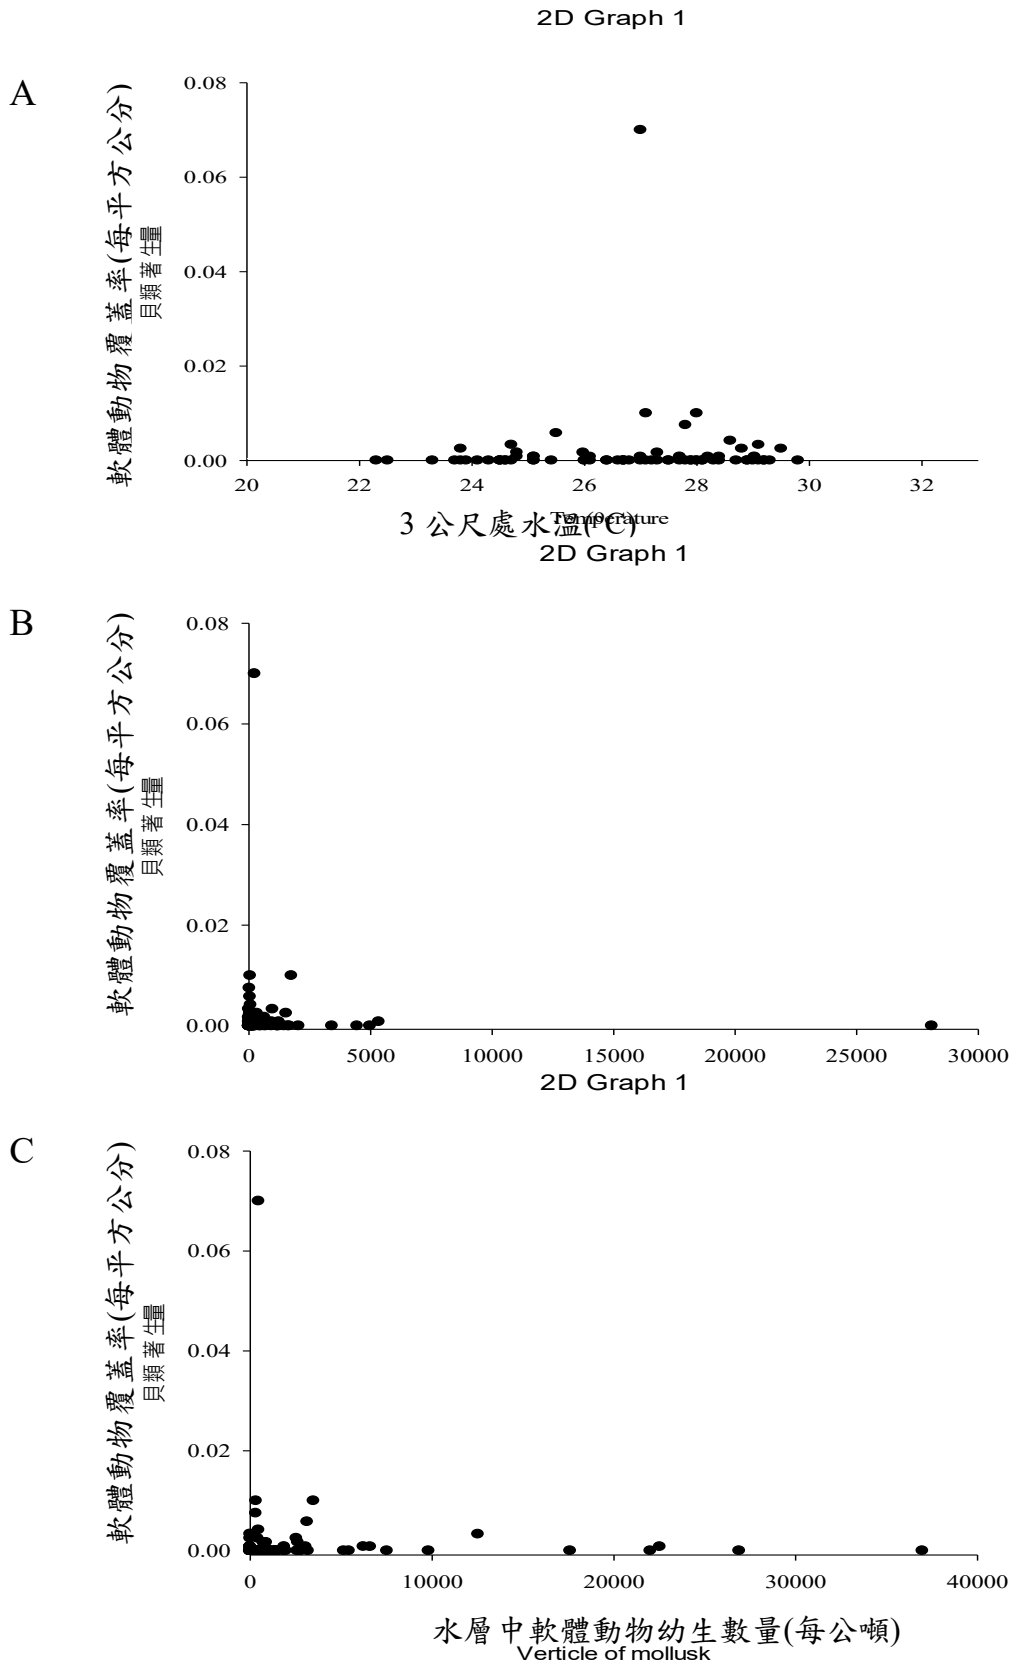 2D Graph 1
A
軟體動物覆蓋率(每平方公分)
貝類著生量
0.08
0.06
0.04
0.02
0.00
20 22 24 26 28 30 32
Temperature
3 公尺處水溫(°C)
2D Graph 1
B
軟體動物覆蓋率(每平方公分)
貝類著生量
0.08
0.06
0.04
0.02
0.00
0 5000 10000 15000 20000 25000 30000
2D Graph 1
C
軟體動物覆蓋率(每平方公分)
貝類著生量
0.08
0.06
0.04
0.02
0.00
0 10000 20000 30000 40000
水層中軟體動物幼生數量(每公噸)
Verticle of mollusk